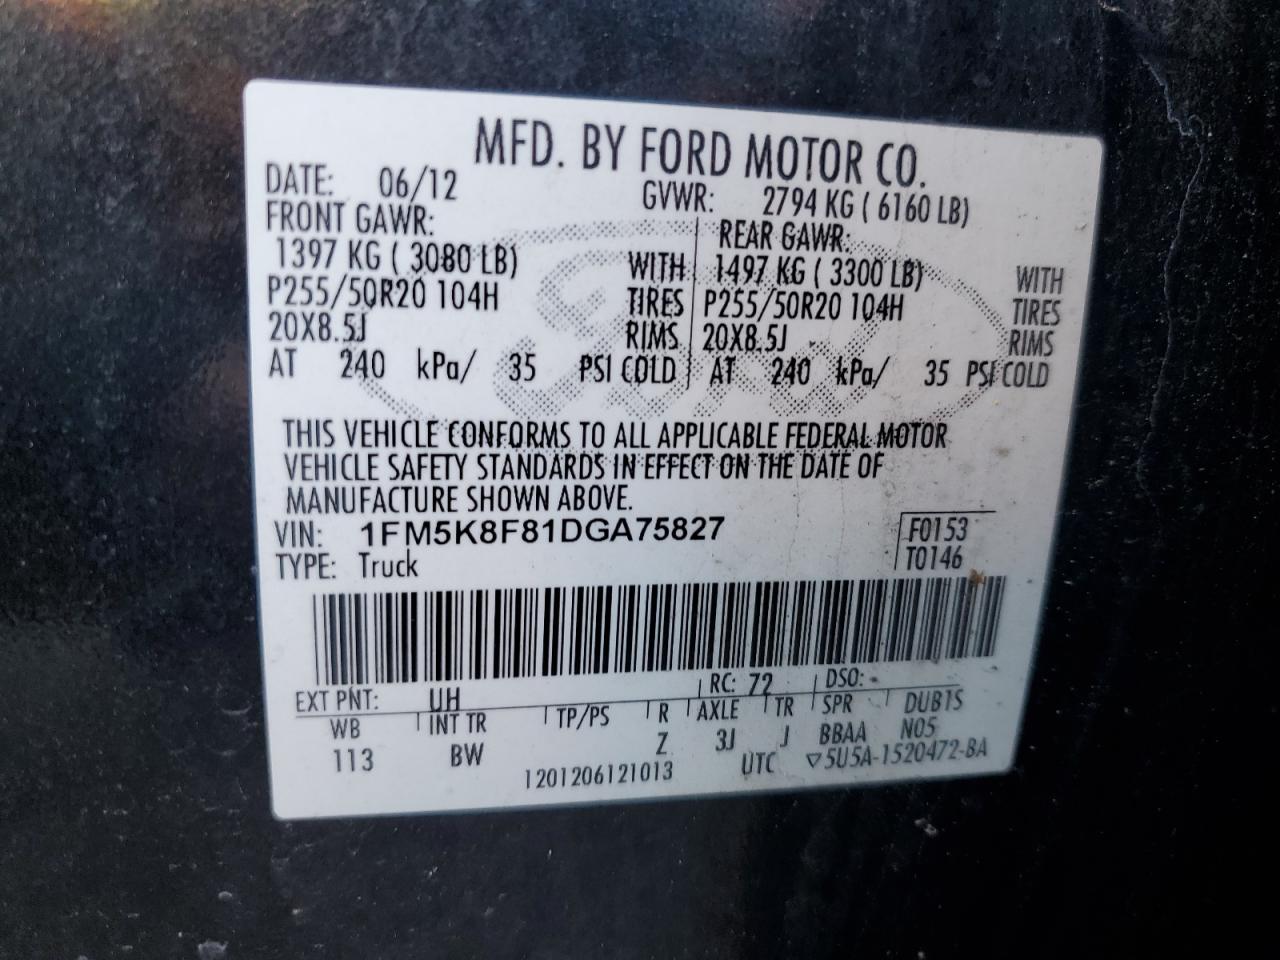 MFD. BY FORD MOTOR CO.
DATE: 06/12 GVWR: 2794 KG ( 6160 LB)
FRONT GAWR: REAR GAWR:
1397 KG ( 3080 LB) WITH 1497 KG ( 3300 LB) WITH
P255/50R20 104H TIRES P255/50R20 104H TIRES
20X8.5J RIMS 20X8.5J RIMS
AT 240 kPa/ 35 PSI COLD AT 240 kPa/ 35 PSI COLD
Ford
THIS VEHICLE CONFORMS TO ALL APPLICABLE FEDERAL MOTOR
VEHICLE SAFETY STANDARDS IN EFFECT ON THE DATE OF
MANUFACTURE SHOWN ABOVE.
VIN: 1FM5K8F81DGA75827 F0153
TYPE: Truck T0146
EXT PNT: UH RC: 72 DSO:
WB INT TR TP/PS R AXLE TR SPR DUB1S
113 BW Z 3J J BBAA N05
1201206121013 UTC ▽5U5A-1520472-BA